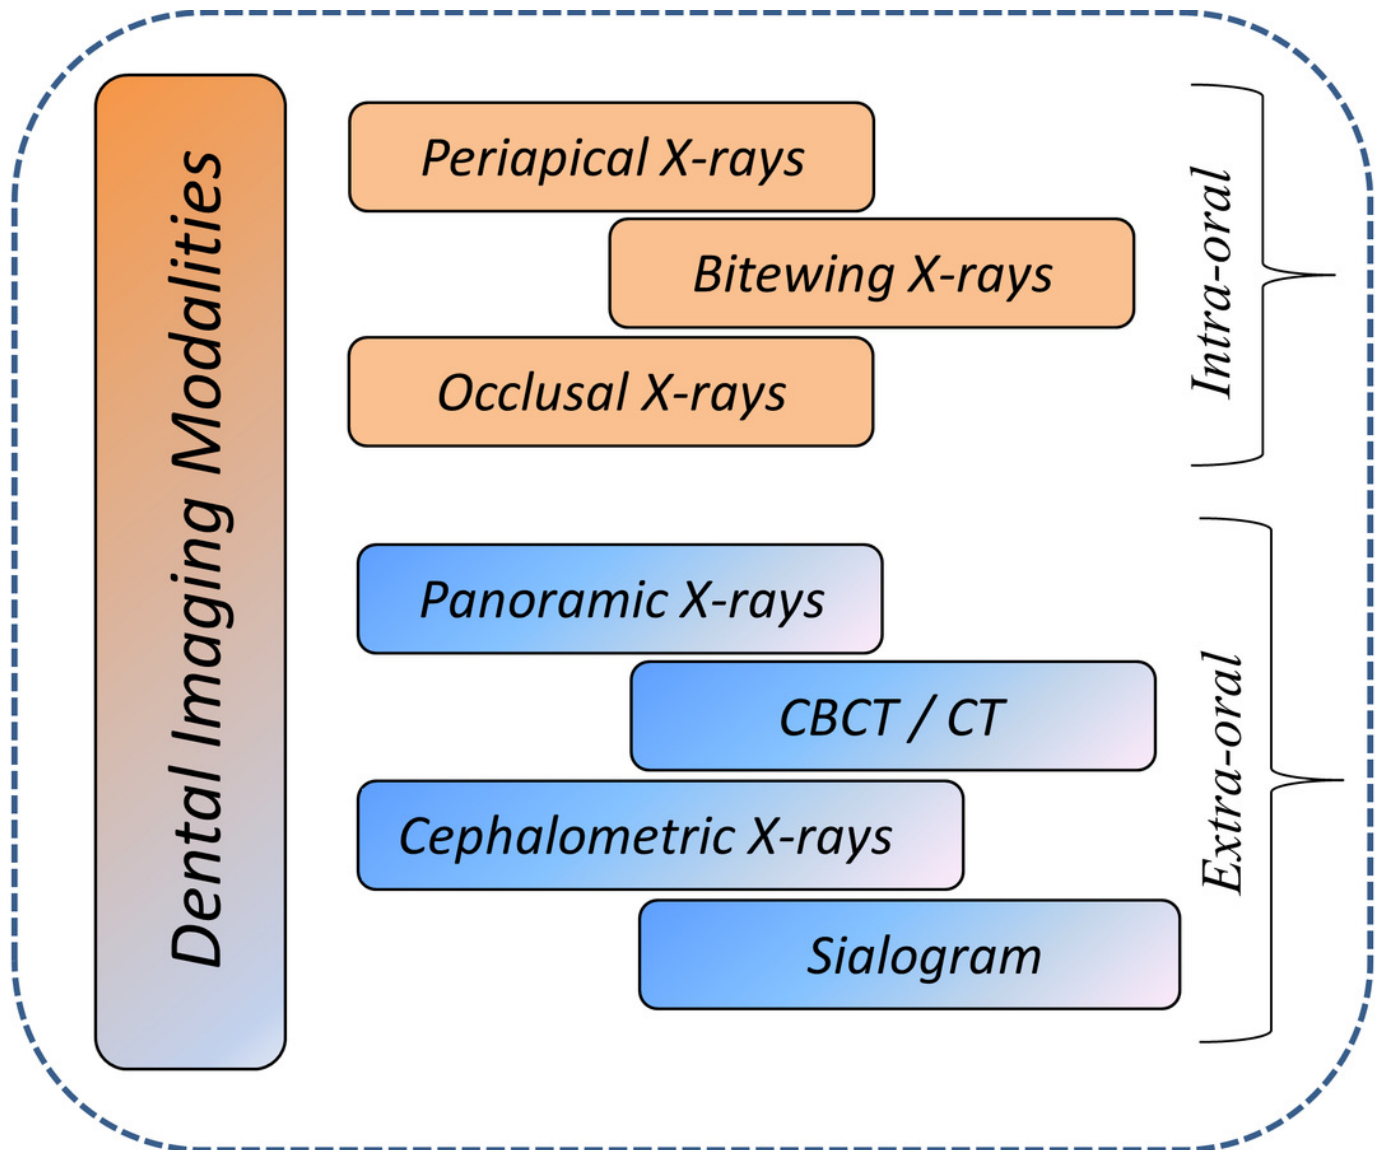 Dental Imaging Modalities
Periapical X-rays
Bitewing X-rays
Occlusal X-rays
Intra-oral
Panoramic X-rays
CBCT / CT
Cephalometric X-rays
Sialogram
Extra-oral